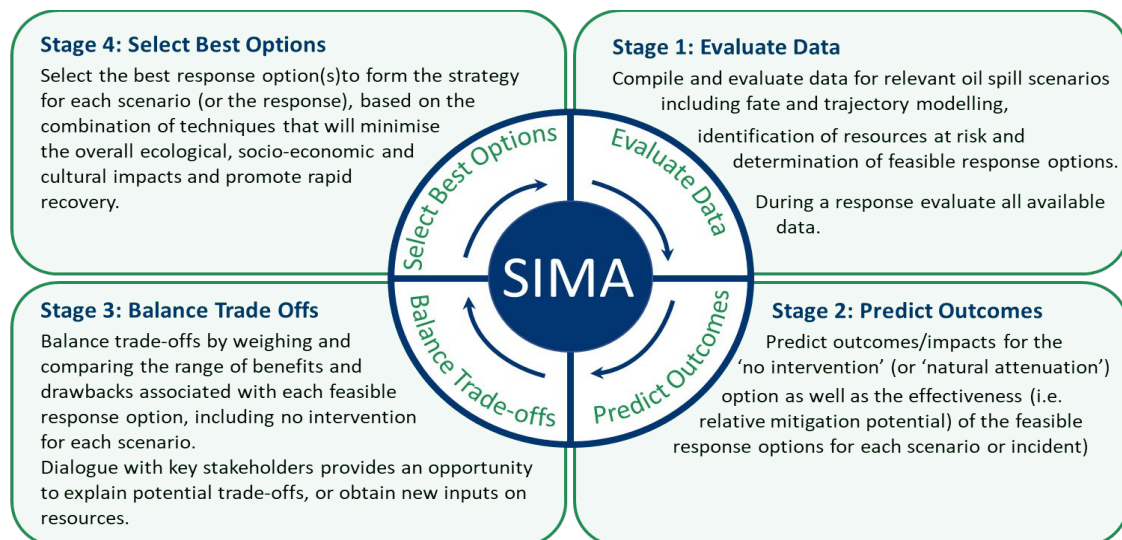 Stage 4: Select Best Options
Select the best response option(s)to form the strategy
for each scenario (or the response), based on the
combination of techniques that will minimise
the overall ecological, socio-economic and
cultural impacts and promote rapid
recovery.
Stage 1: Evaluate Data
Compile and evaluate data for relevant oil spill scenarios
including fate and trajectory modelling,
identification of resources at risk and
determination of feasible response options.
During a response evaluate all available
data.
Select Best Options
Evaluate Data
SIMA
Balance Trade-offs
Predict Outcomes
Stage 3: Balance Trade Offs
Balance trade-offs by weighing and
comparing the range of benefits and
drawbacks associated with each feasible
response option, including no intervention
for each scenario.
Dialogue with key stakeholders provides an opportunity
to explain potential trade-offs, or obtain new inputs on
resources.
Stage 2: Predict Outcomes
Predict outcomes/impacts for the
‘no intervention’ (or ‘natural attenuation’)
option as well as the effectiveness (i.e.
relative mitigation potential) of the feasible
response options for each scenario or incident)